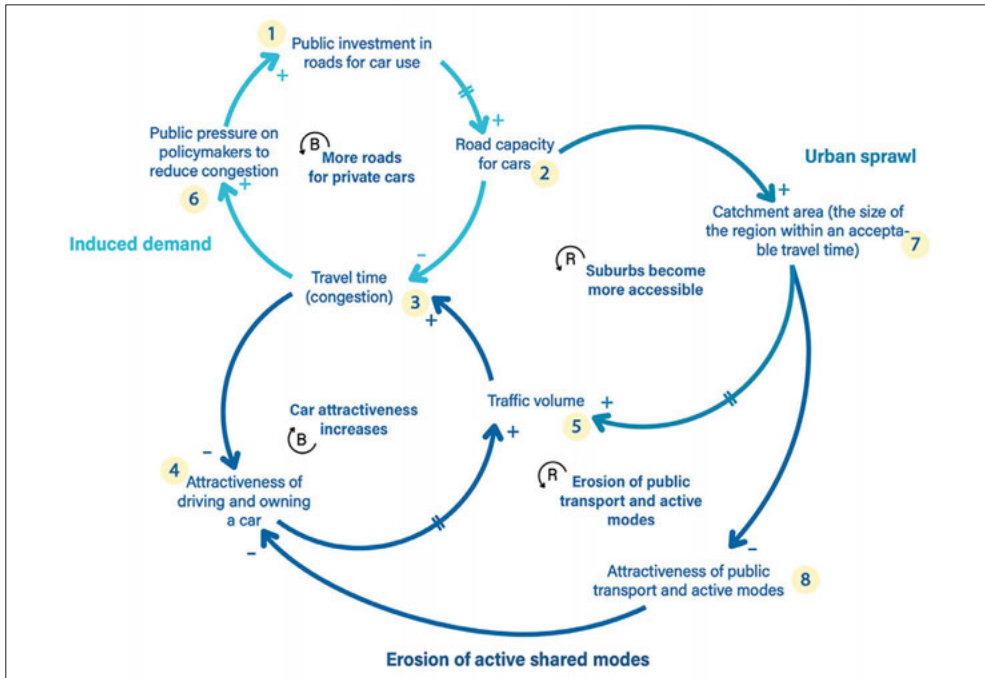 1
Public investment in
roads for car use
+
+
Public pressure on
policymakers to
reduce congestion
6
+
B
More roads
for private cars
Road capacity
for cars
2
Urban sprawl
+
Catchment area (the size of
the region within an accepta-
ble travel time)
7
Induced demand
–
Travel time
(congestion)
3
+
R
Suburbs become
more accessible
Traffic volume
5
+
+
Car attractiveness
increases
B
–
4
Attractiveness of
driving and owning
a car
–
R
Erosion of public
transport and active
modes
–
Attractiveness of public
transport and active modes
8
Erosion of active shared modes